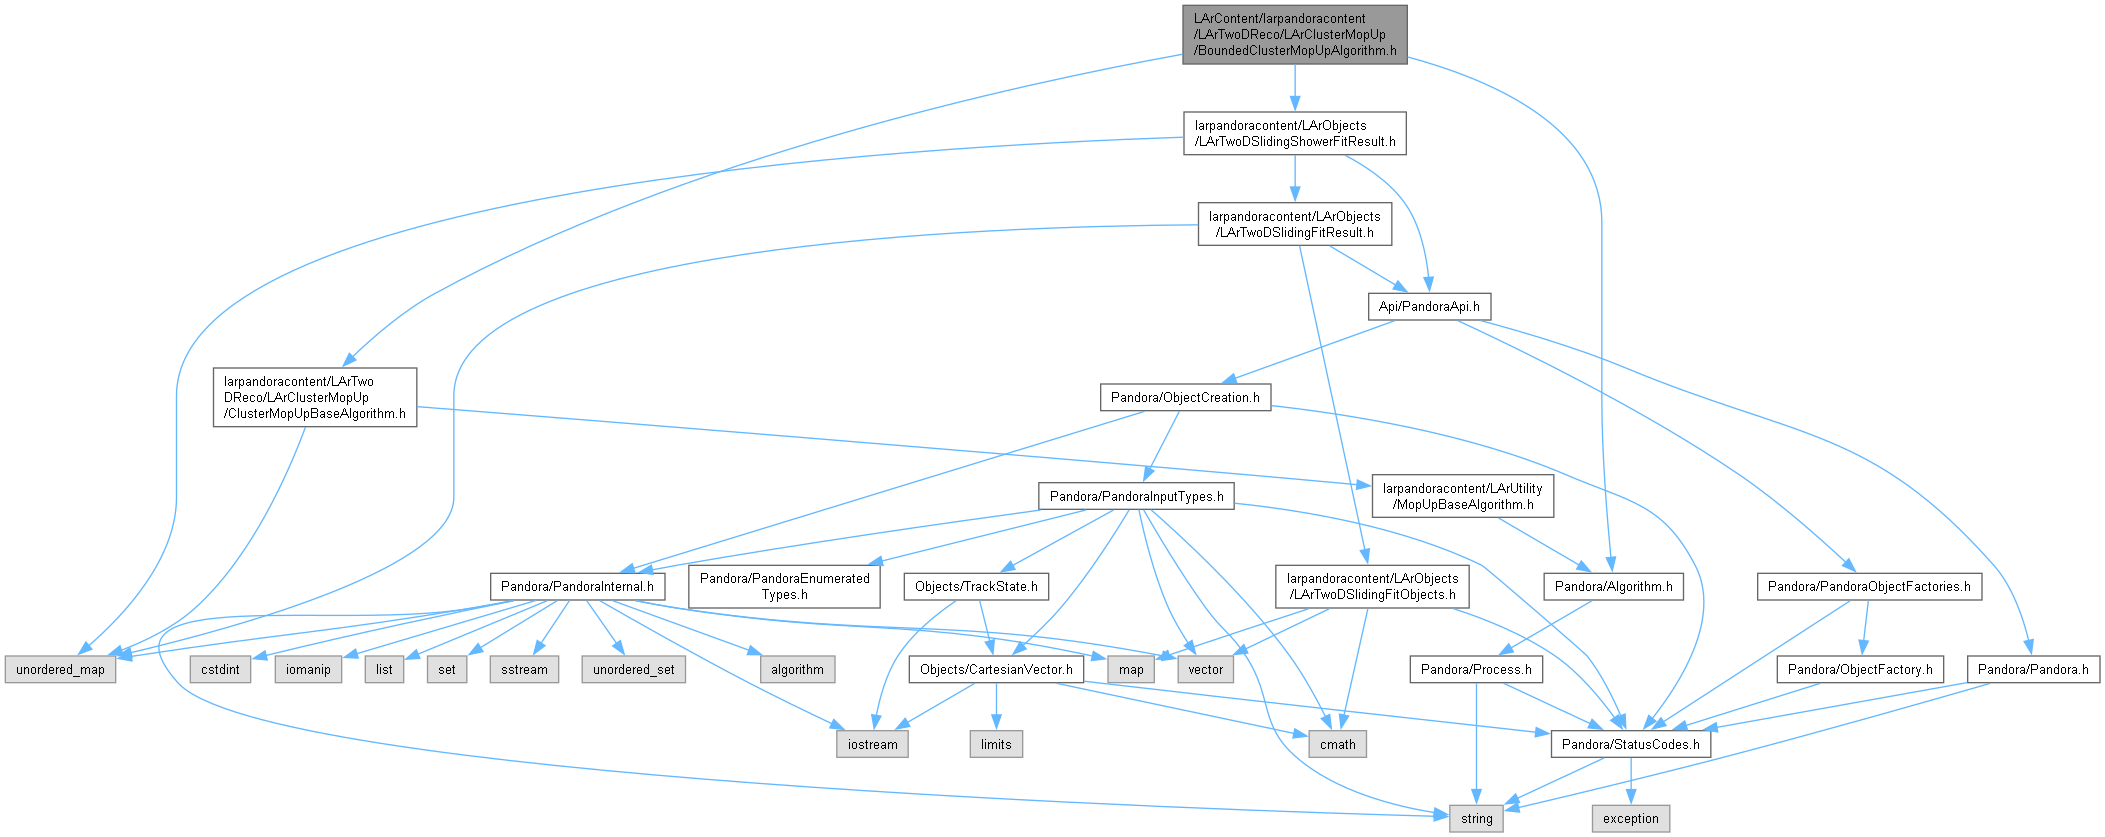 LArContent/larpandoracontent
/LArTwoDReco/LArClusterMopUp
/BoundedClusterMopUpAlgorithm.h
larpandoracontent/LArObjects
/LArTwoDSlidingShowerFitResult.h
larpandoracontent/LArObjects
/LArTwoDSlidingFitResult.h
Api/PandoraApi.h
larpandoracontent/LArTwo
DReco/LArClusterMopUp
/ClusterMopUpBaseAlgorithm.h
Pandora/ObjectCreation.h
larpandoracontent/LArUtility
/MopUpBaseAlgorithm.h
Pandora/PandoraInputTypes.h
Pandora/PandoraInternal.h
Pandora/PandoraEnumerated
Types.h
Objects/TrackState.h
larpandoracontent/LArObjects
/LArTwoDSlidingFitObjects.h
Pandora/Algorithm.h
Pandora/PandoraObjectFactories.h
unordered_map
cstdint
iomanip
list
set
sstream
unordered_set
algorithm
Objects/CartesianVector.h
map
vector
Pandora/Process.h
Pandora/ObjectFactory.h
Pandora/Pandora.h
iostream
limits
cmath
Pandora/StatusCodes.h
string
exception